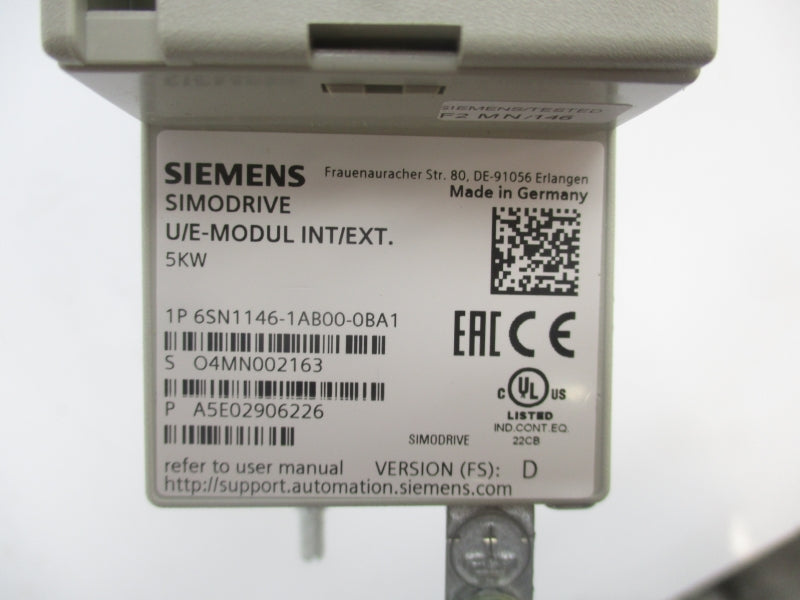 SIEMENS/TESTED
F2 MN/146
SIEMENS Frauenauracher Str. 80, DE-91056 Erlangen
Made in Germany
SIMODRIVE
U/E-MODUL INT/EXT.
5KW
1P 6SN1146-1AB00-0BA1
EAC CE
S O4MN002163
C UL US
LISTED
IND.CONT.EQ.
22CB
P A5E02906226
SIMODRIVE
refer to user manual VERSION (FS): D
http://support.automation.siemens.com